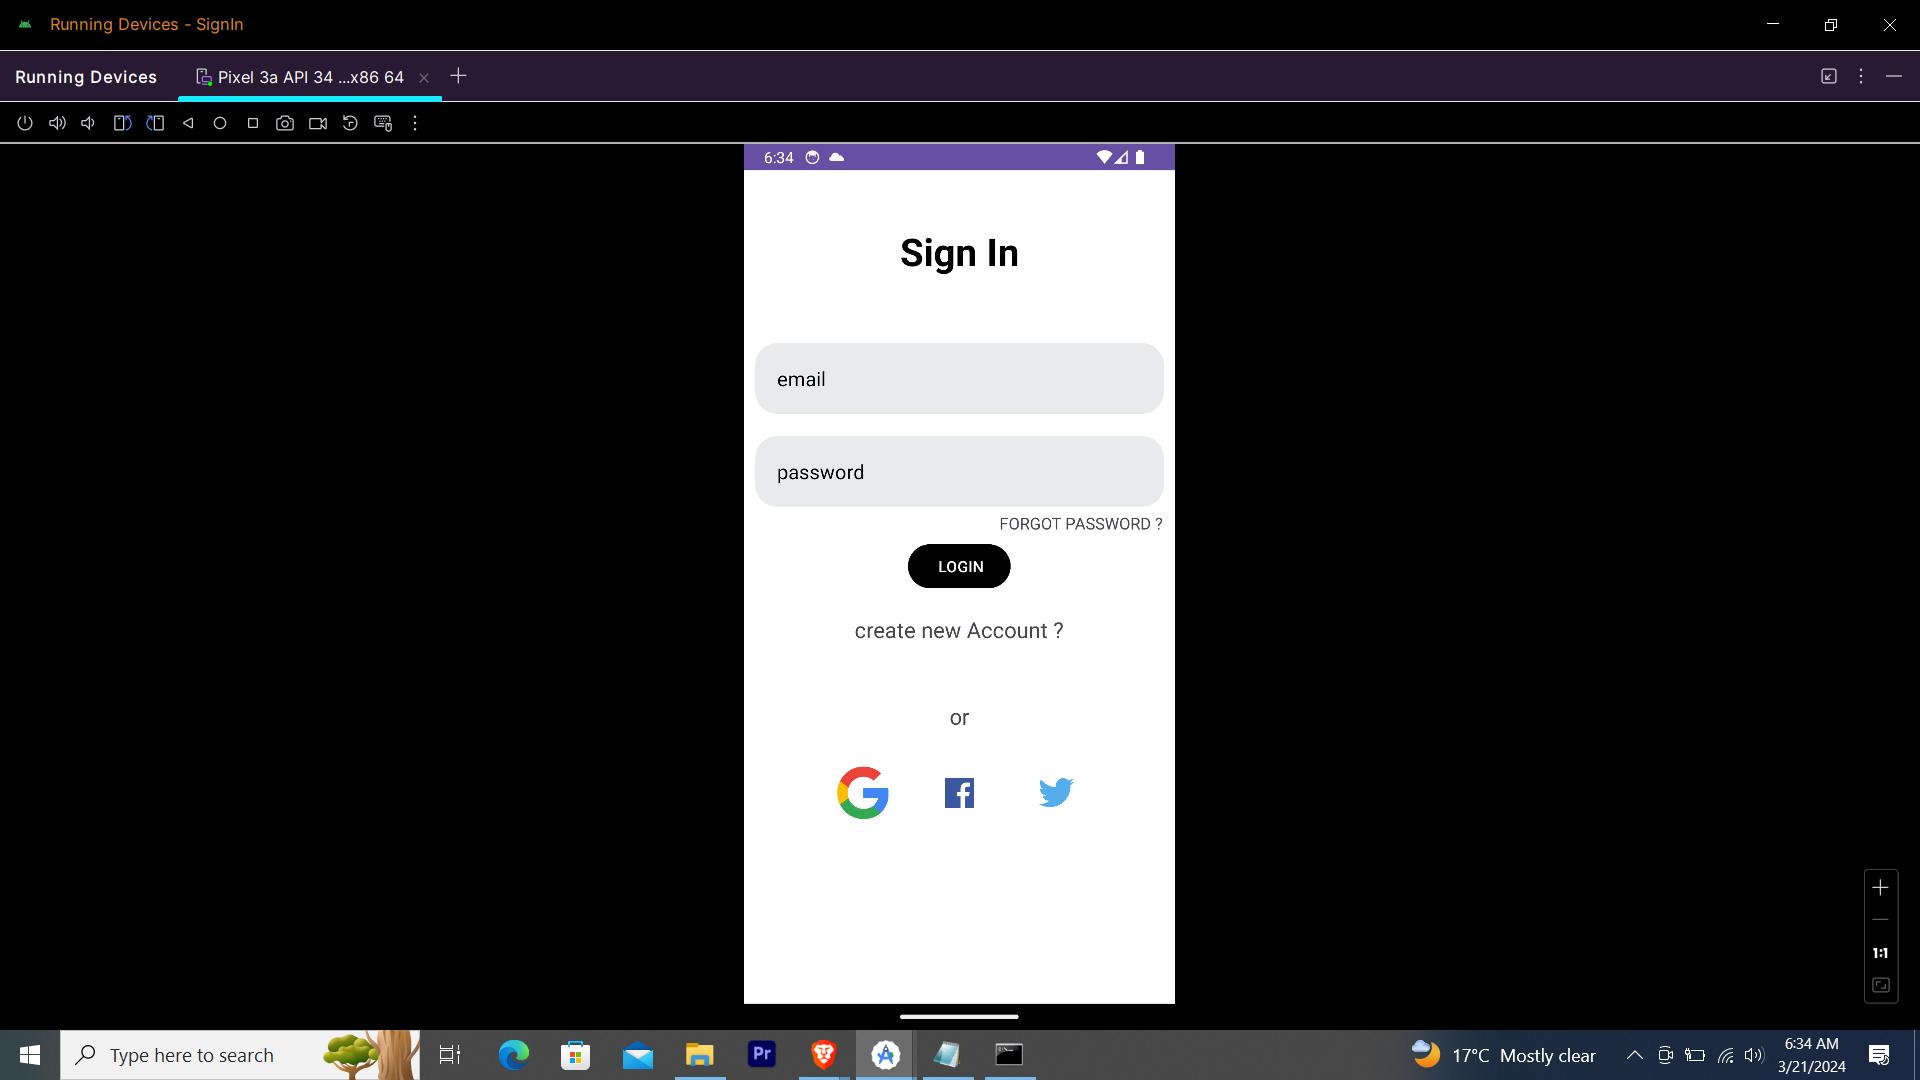 Running Devices - SignIn
Running Devices
Pixel 3a API 34 ...x86 64
6:34
Sign In
email
password
FORGOT PASSWORD ?
LOGIN
create new Account ?
or
1:1
Type here to search
Pr
17°C Mostly clear
6:34 AM
3/21/2024